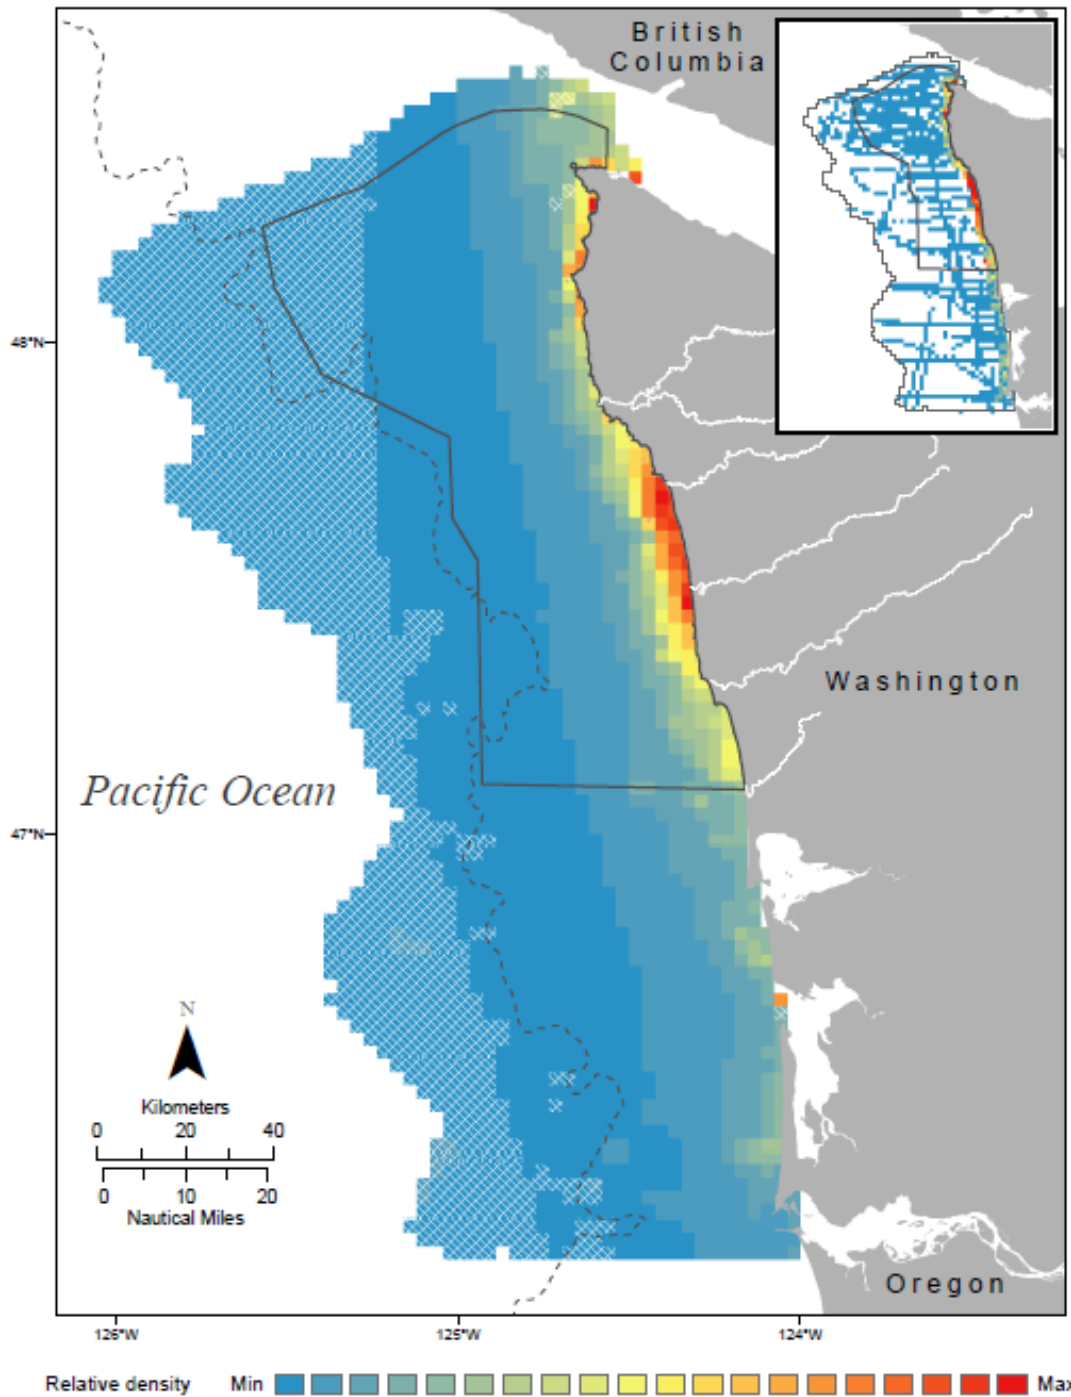 British
Columbia
48°N
Washington
Pacific Ocean
47°N
N
Kilometers
0 20 40
0 10 20
Nautical Miles
Oregon
126°W 125°W 124°W
Relative density Min Max